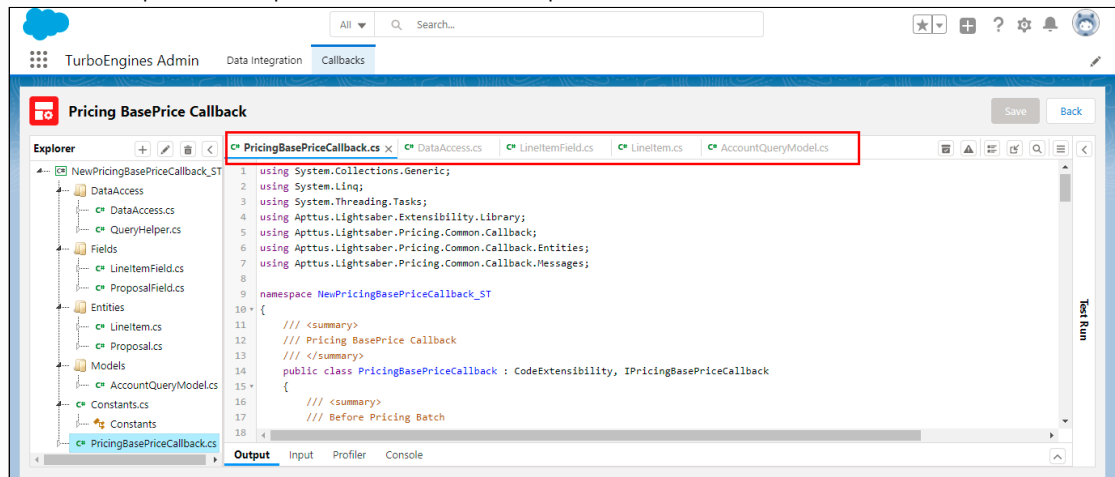 All
Search...
TurboEngines Admin
Data Integration
Callbacks
Pricing BasePrice Callback
Save
Back
Explorer
NewPricingBasePriceCallback_ST
DataAccess
DataAccess.cs
QueryHelper.cs
Fields
LineItemField.cs
ProposalField.cs
Entities
LineItem.cs
Proposal.cs
Models
AccountQueryModel.cs
Constants.cs
Constants
PricingBasePriceCallback.cs
PricingBasePriceCallback.cs × DataAccess.cs LineItemField.cs LineItem.cs AccountQueryModel.cs
1 using System.Collections.Generic;
2 using System.Linq;
3 using System.Threading.Tasks;
4 using Apttus.Lightsaber.Extensibility.Library;
5 using Apttus.Lightsaber.Pricing.Common.Callback;
6 using Apttus.Lightsaber.Pricing.Common.Callback.Entities;
7 using Apttus.Lightsaber.Pricing.Common.Callback.Messages;
8
9 namespace NewPricingBasePriceCallback_ST
10 {
11 /// <summary>
12 /// Pricing BasePrice Callback
13 /// </summary>
14 public class PricingBasePriceCallback : CodeExtensibility, IPricingBasePriceCallback
15 {
16 /// <summary>
17 /// Before Pricing Batch
18
Output Input Profiler Console
Test Run